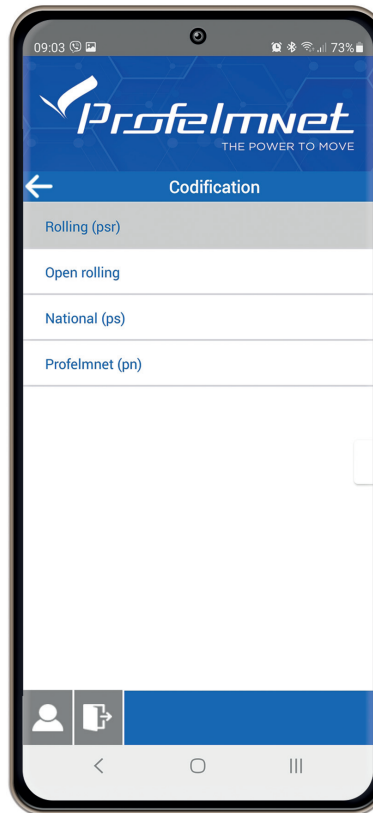 09:03 73%
Profelmnet
THE POWER TO MOVE
Codification
Rolling (psr)
Open rolling
National (ps)
Profelmnet (pn)